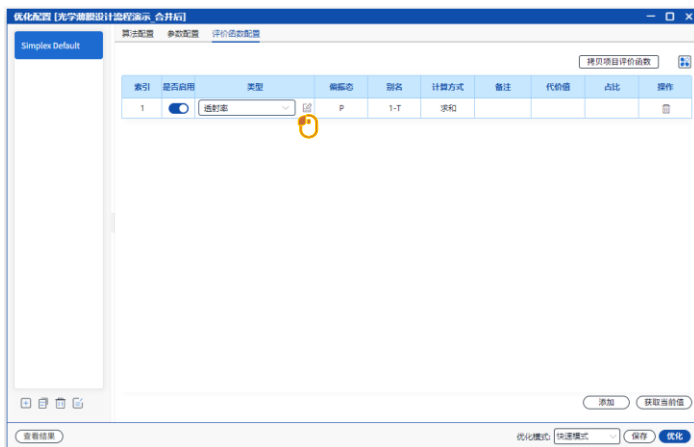 优化配置 [光学薄膜设计流程演示_合并后]
Simplex Default
算法配置 参数配置 评价函数配置
拷贝项目评价函数
索引 是否启用 类型 偏振态 别名 计算方式 备注 代价值 占比 操作
1 透射率 P 1-T 求和
添加 获取当前值
查看结果 优化模式: 快速模式 保存 优化